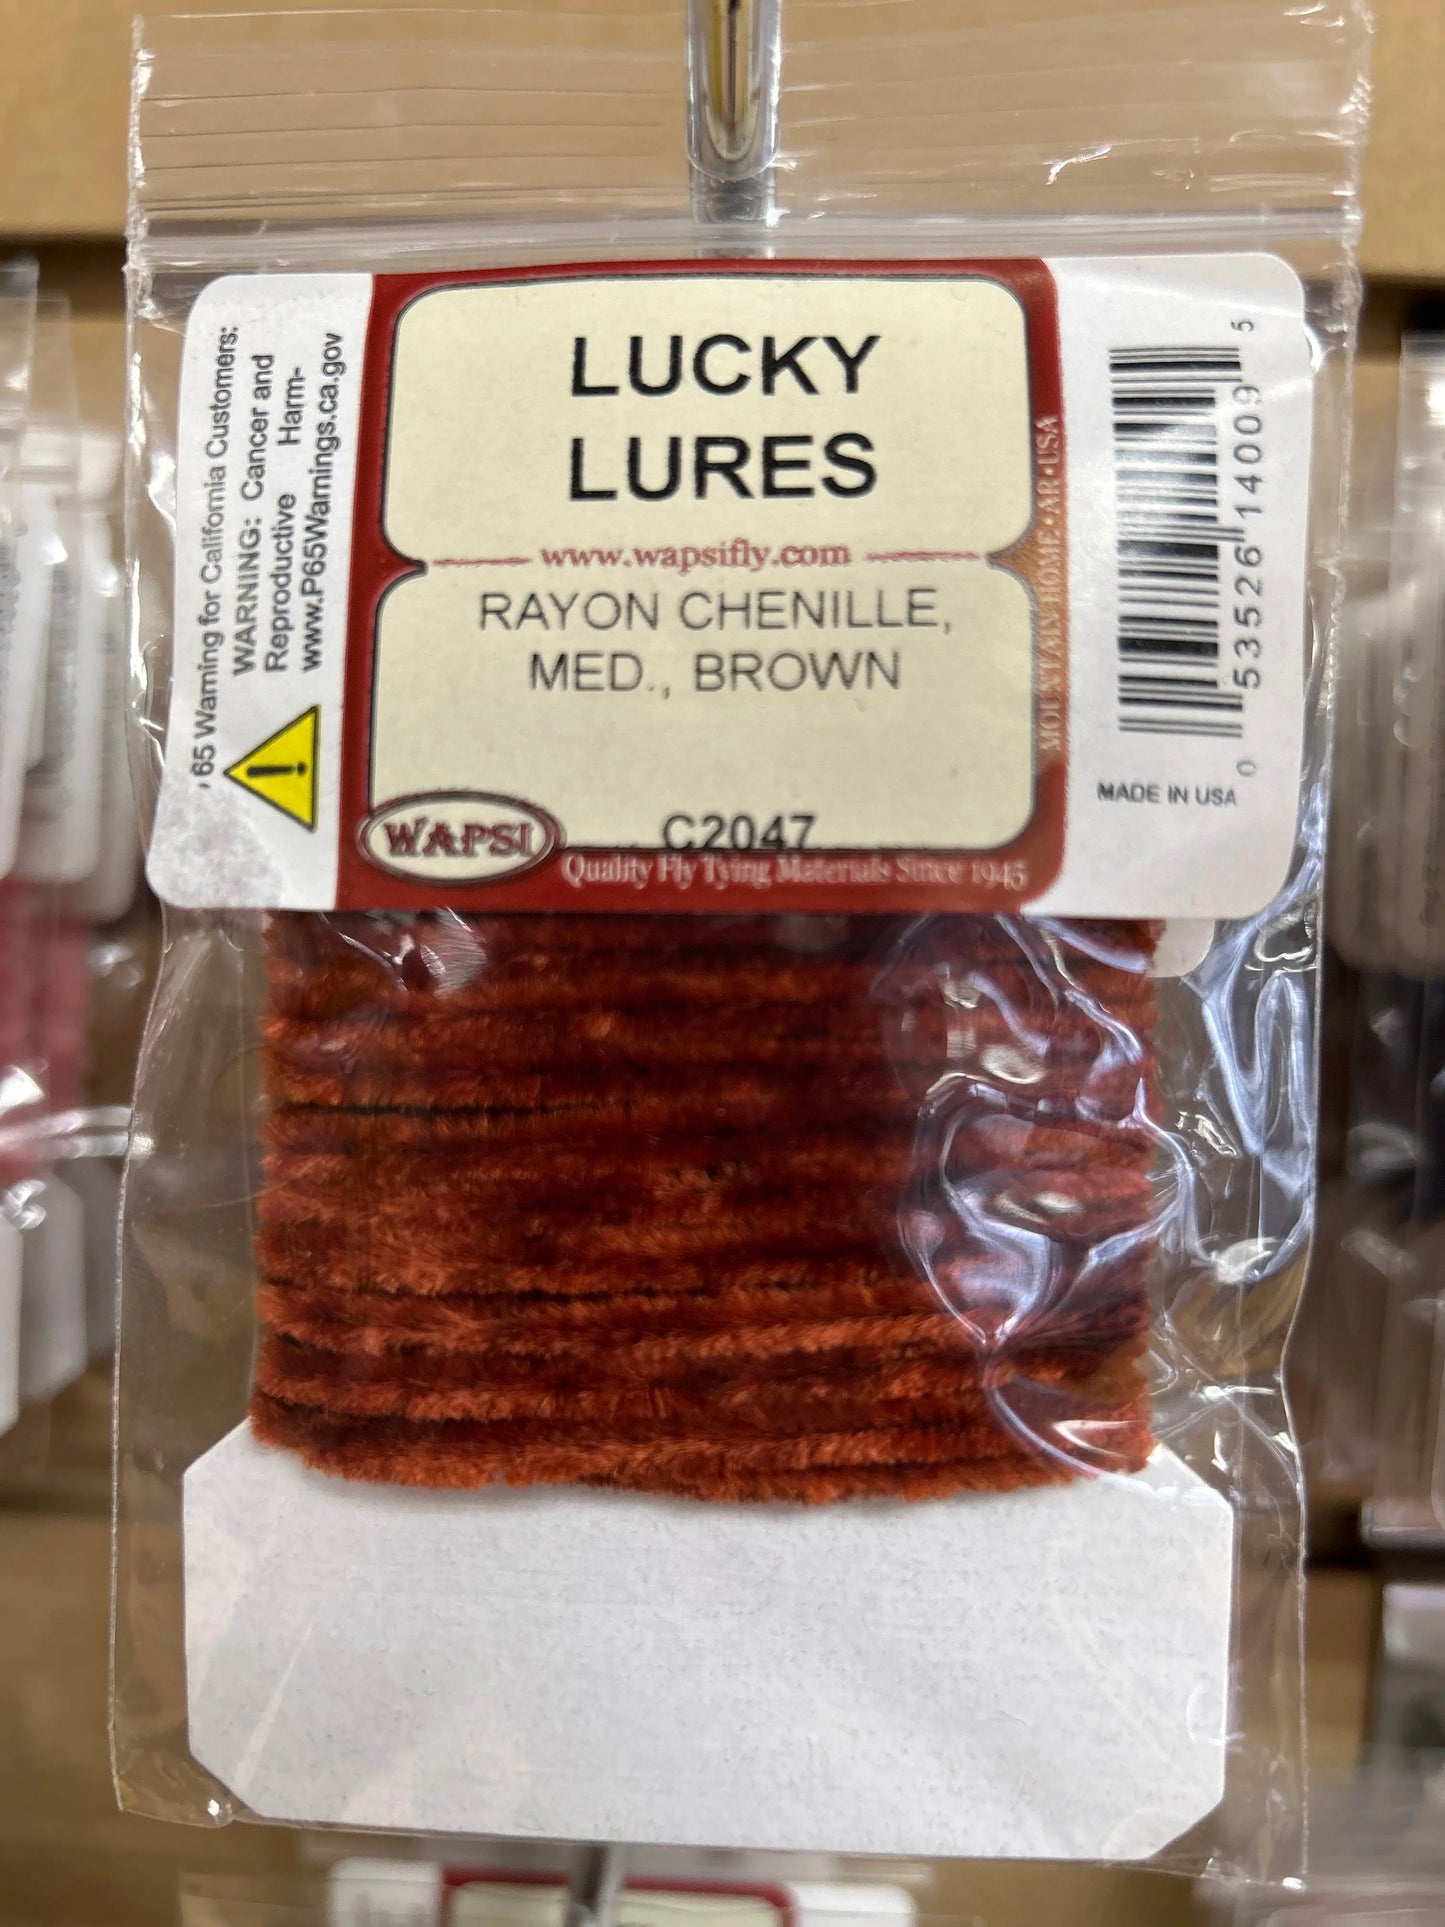 '65 Warning for California Customers:
WARNING: Cancer and
Reproductive Harm-
www.P65Warnings.ca.gov
LUCKY
LURES
www.wapsifly.com
RAYON CHENILLE,
MED., BROWN
C2047
WAPSI
Quality Fly Tying Materials Since 1945
MOUNTAIN HOME•AR•USA
0 53526 14009 5
MADE IN USA